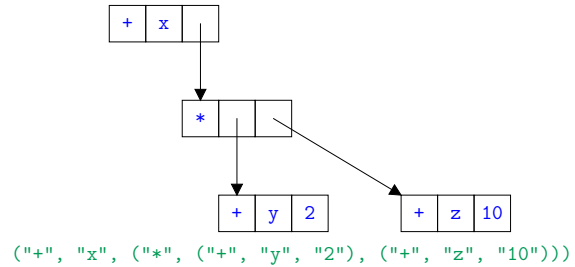 + x
*
+ y 2 + z 10
("+", "x", ("*", ("+", "y", "2"), ("+", "z", "10")))